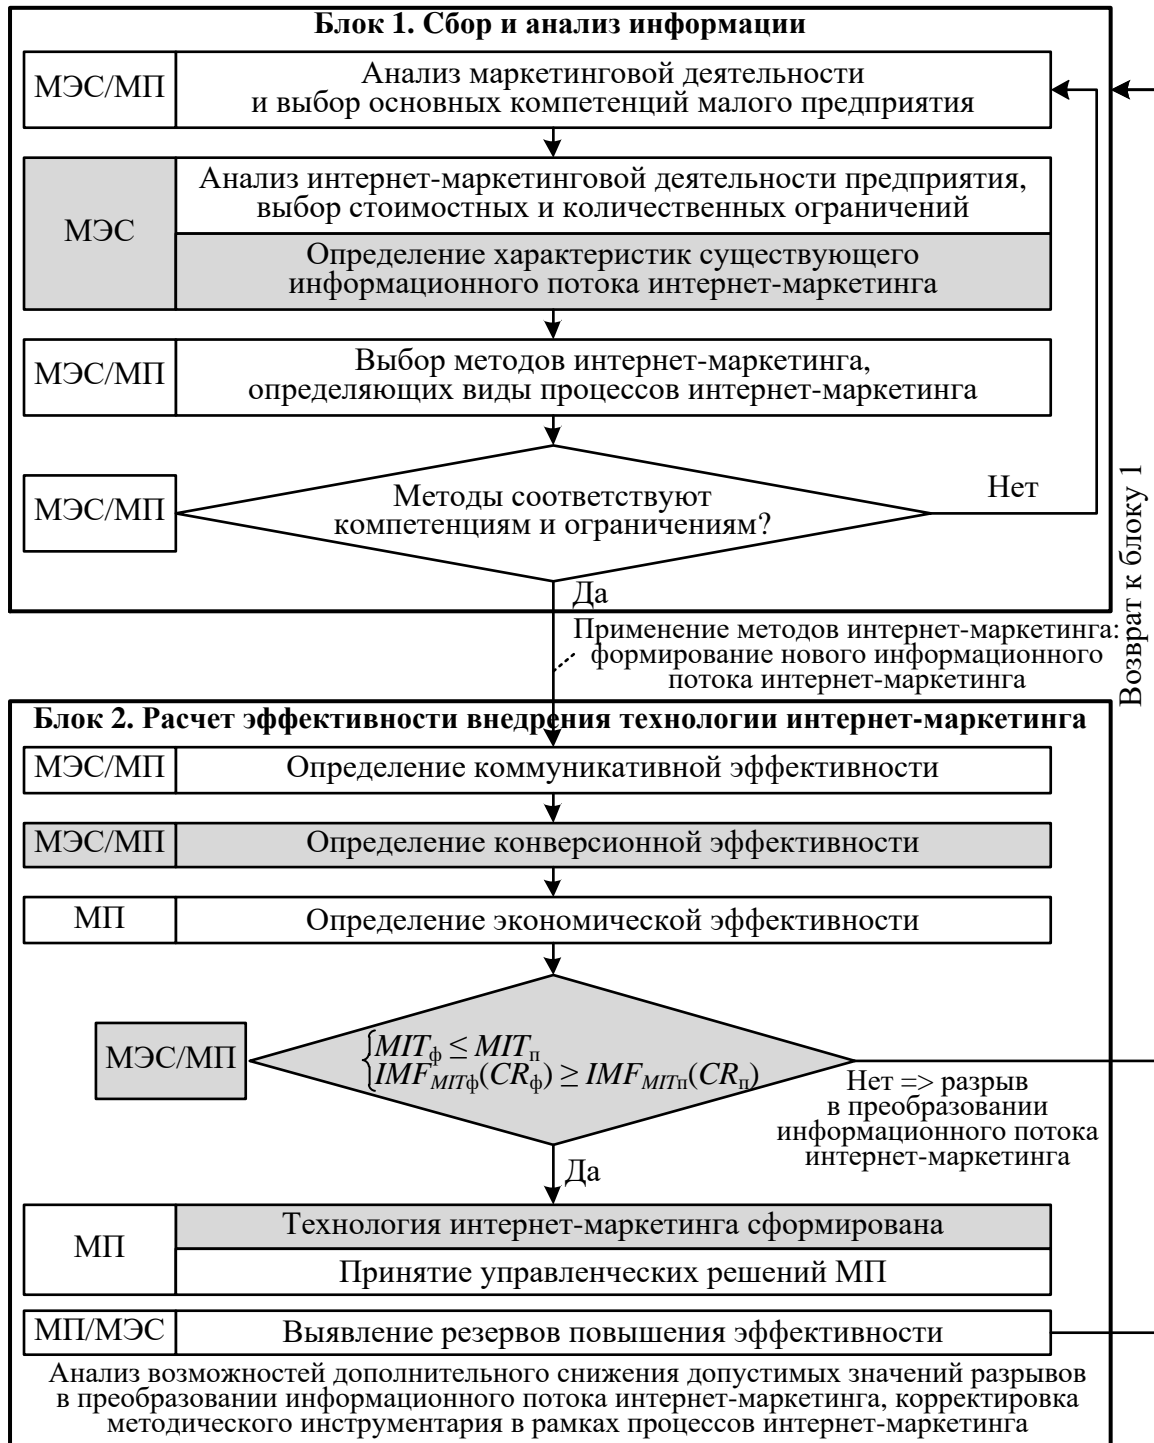 Блок 1. Сбор и анализ информации
МЭС/МП
Анализ маркетинговой деятельности
и выбор основных компетенций малого предприятия
МЭС
Анализ интернет-маркетинговой деятельности предприятия,
выбор стоимостных и количественных ограничений
Определение характеристик существующего
информационного потока интернет-маркетинга
МЭС/МП
Выбор методов интернет-маркетинга,
определяющих виды процессов интернет-маркетинга
МЭС/МП
Методы соответствуют
компетенциям и ограничениям?
Нет
Да
Возврат к блоку 1
Применение методов интернет-маркетинга:
формирование нового информационного
потока интернет-маркетинга
Блок 2. Расчет эффективности внедрения технологии интернет-маркетинга
МЭС/МП
Определение коммуникативной эффективности
МЭС/МП
Определение конверсионной эффективности
МП
Определение экономической эффективности
МЭС/МП
{MITф ≤ MITп
{IMFMITф(CRф) ≥ IMFMITп(CRп)
Нет => разрыв
в преобразовании
информационного потока
интернет-маркетинга
Да
МП
Технология интернет-маркетинга сформирована
Принятие управленческих решений МП
МП/МЭС
Выявление резервов повышения эффективности
Анализ возможностей дополнительного снижения допустимых значений разрывов
в преобразовании информационного потока интернет-маркетинга, корректировка
методического инструментария в рамках процессов интернет-маркетинга